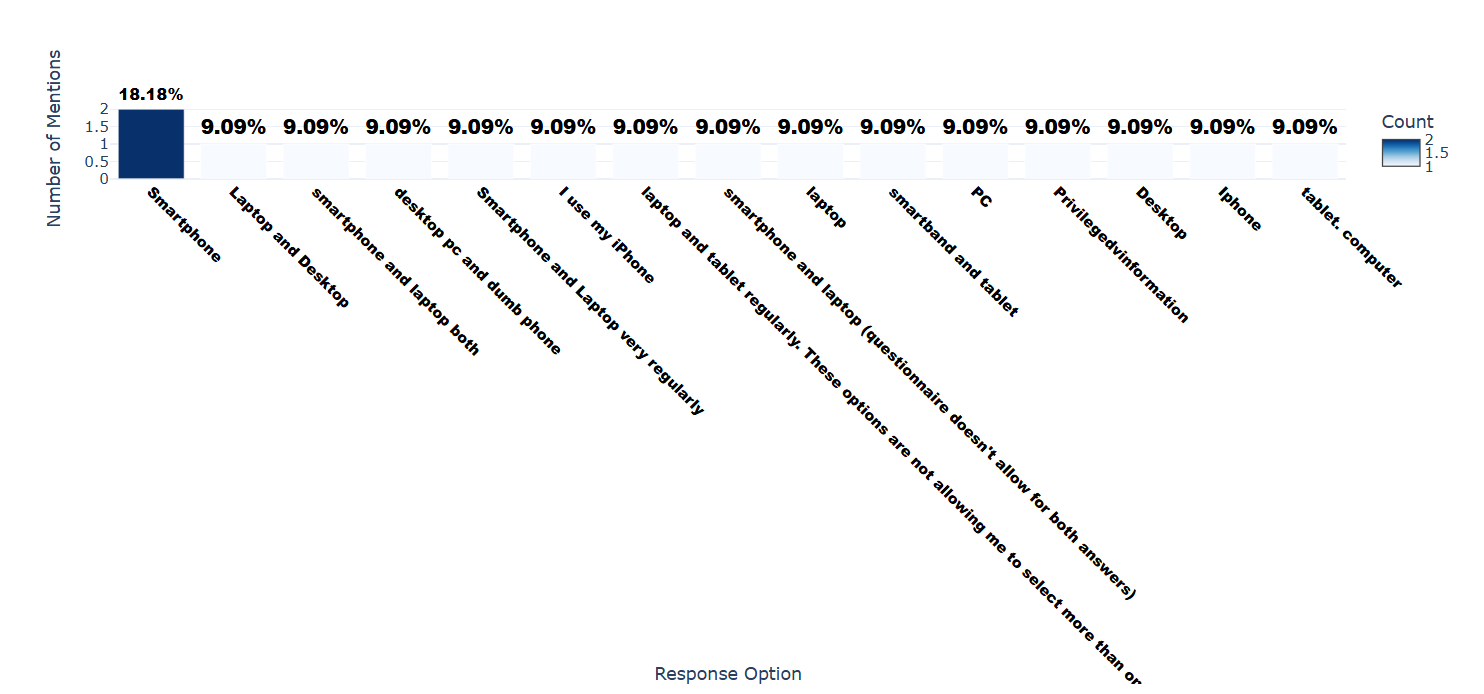 Number of Mentions
18.18%
9.09% 9.09% 9.09% 9.09% 9.09% 9.09% 9.09% 9.09% 9.09% 9.09% 9.09% 9.09% 9.09% 9.09%
2
1.5
1
0.5
0
Smartphone
Laptop and Desktop
smartphone and laptop both
desktop pc and dumb phone
Smartphone and Laptop very regularly
I use my iPhone
laptop and tablet regularly. These options are not allowing me to select more than
smartphone and laptop (questionnaire doesn't allow for both answers)
laptop
smartband and tablet
PC
Privilegedvinformation
Desktop
Iphone
tablet. computer
Response Option
Count
2
1.5
1